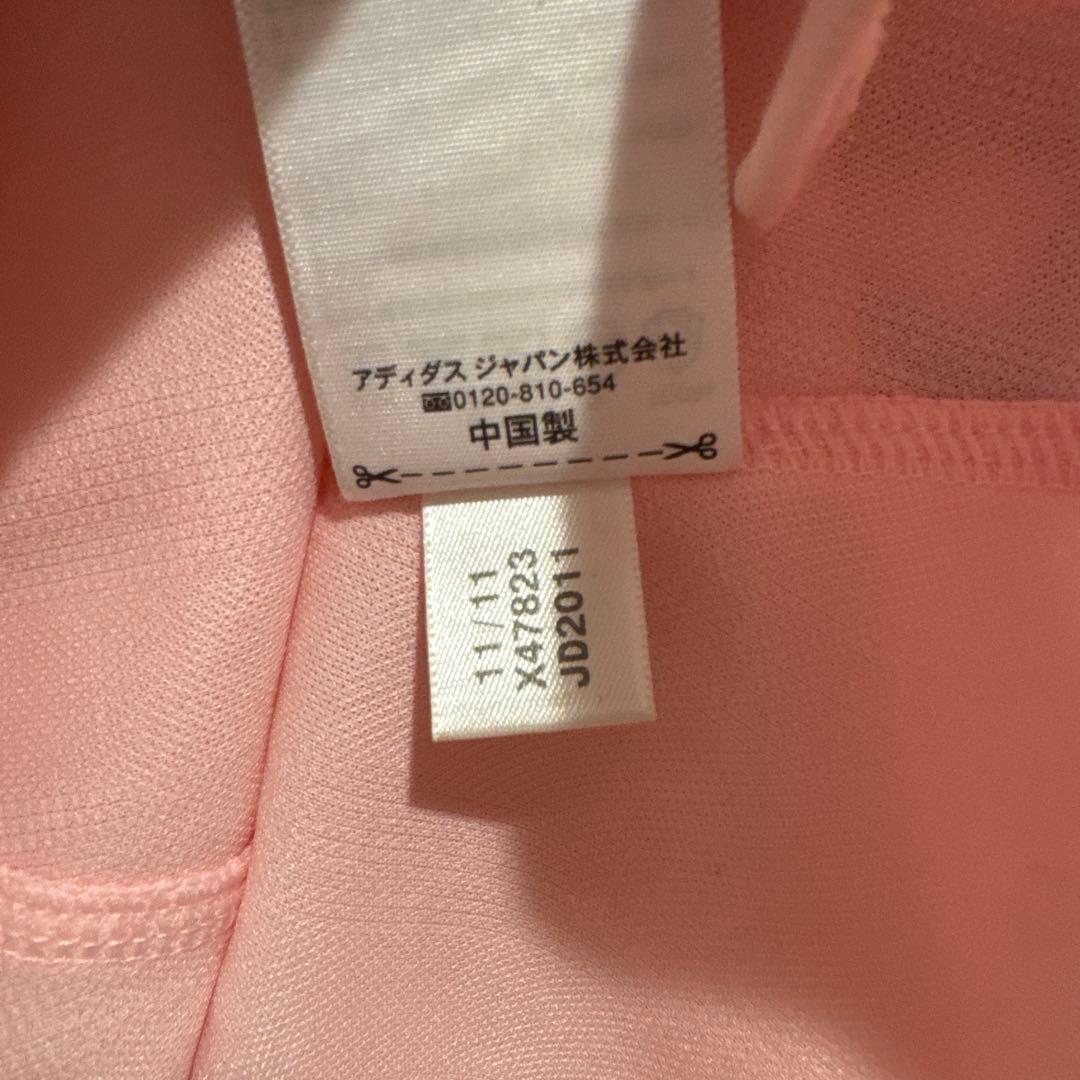 アディダス ジャパン株式会社
0120-810-654
中国製
11/11
X47823
JD2011